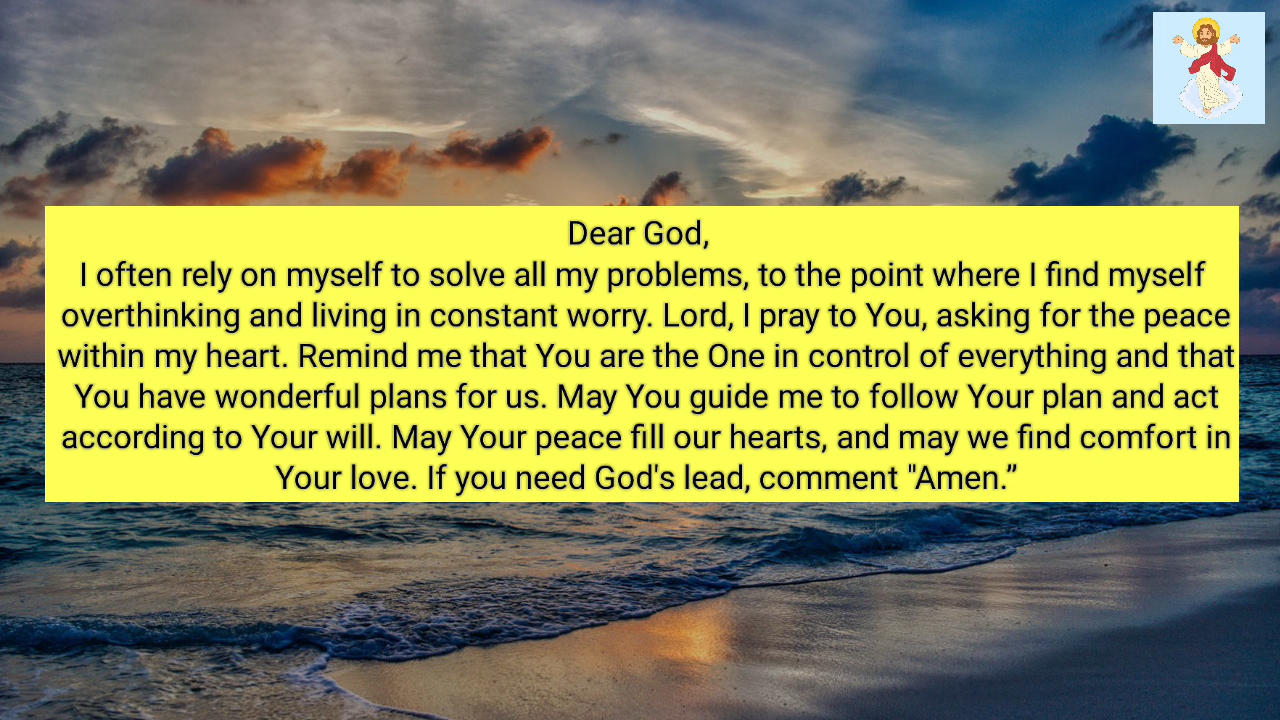 Dear God,
I often rely on myself to solve all my problems, to the point where I find myself
overthinking and living in constant worry. Lord, I pray to You, asking for the peace
within my heart. Remind me that You are the One in control of everything and that
You have wonderful plans for us. May You guide me to follow Your plan and act
according to Your will. May Your peace fill our hearts, and may we find comfort in
Your love. If you need God's lead, comment "Amen.”